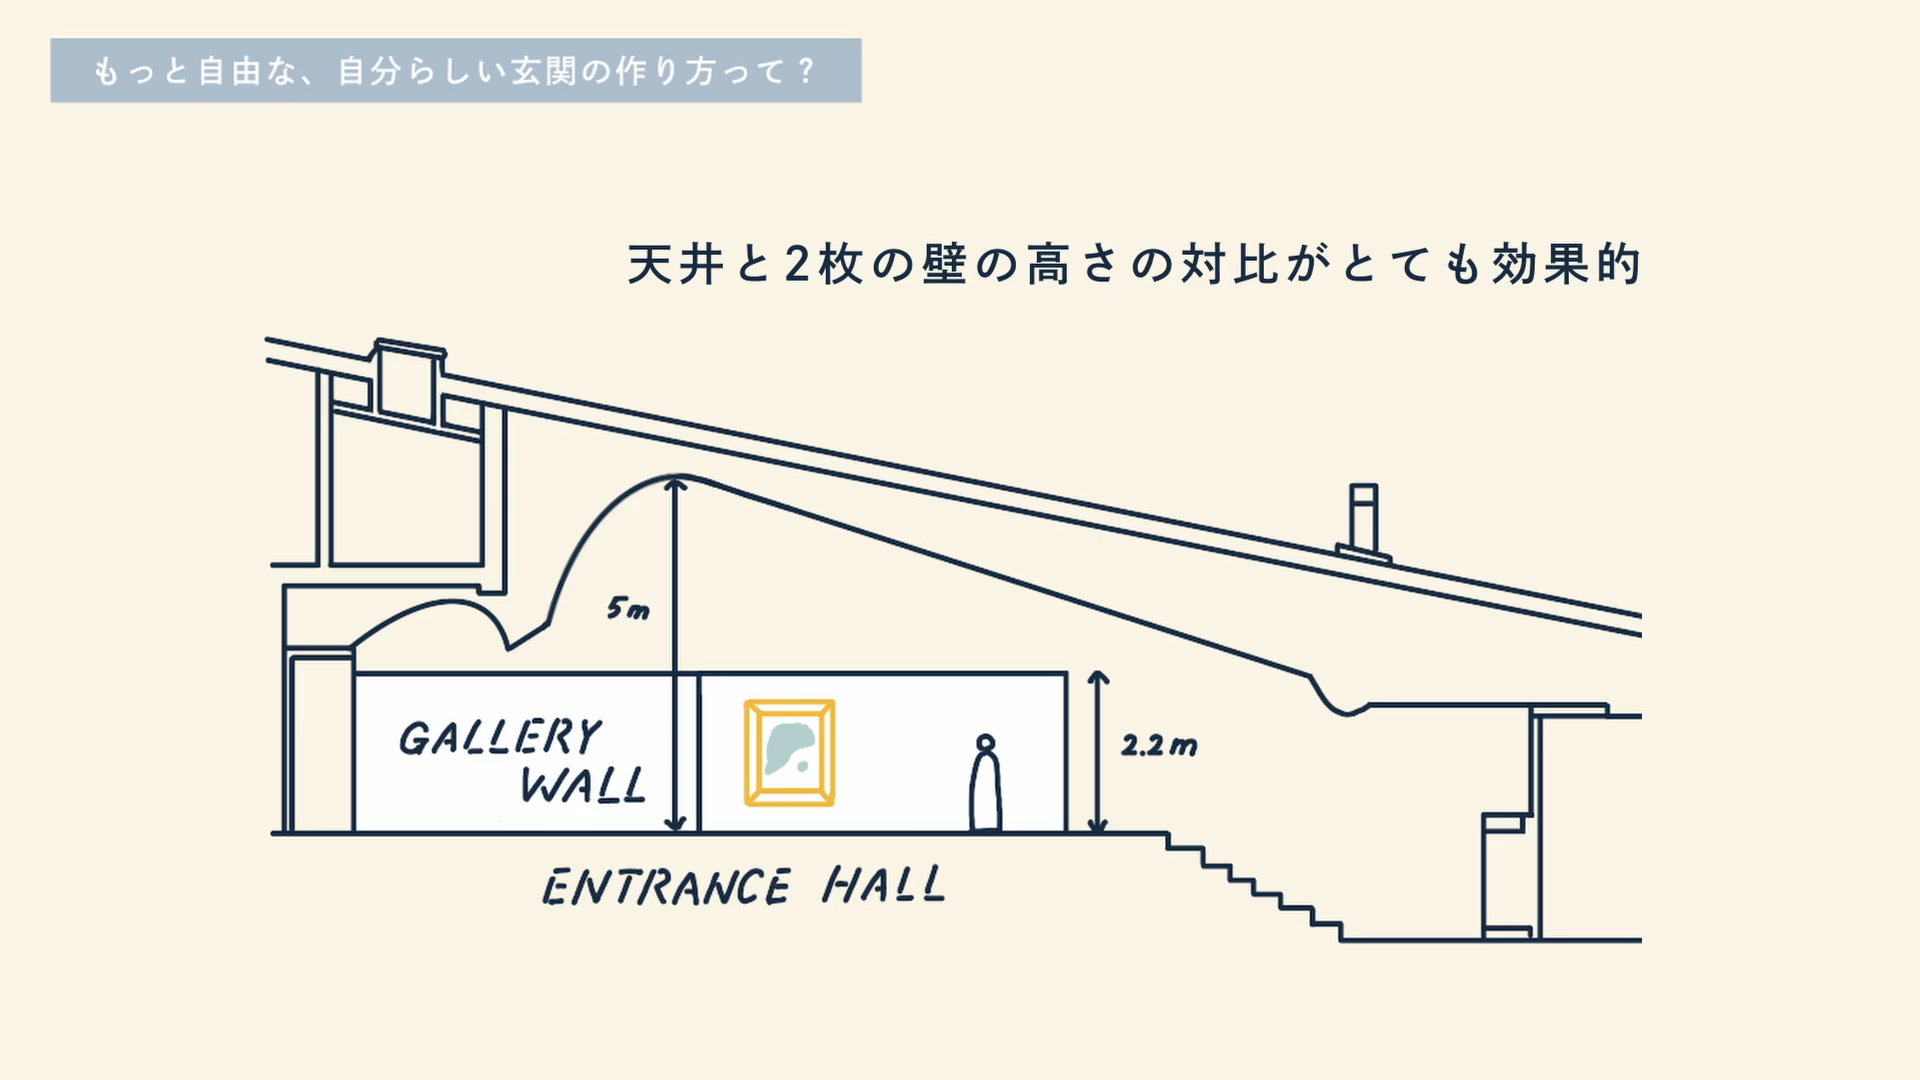 もっと自由な、自分らしい玄関の作り方って？
天井と2枚の壁の高さの対比がとても効果的
5m
GALLERY
WALL
2.2m
ENTRANCE HALL